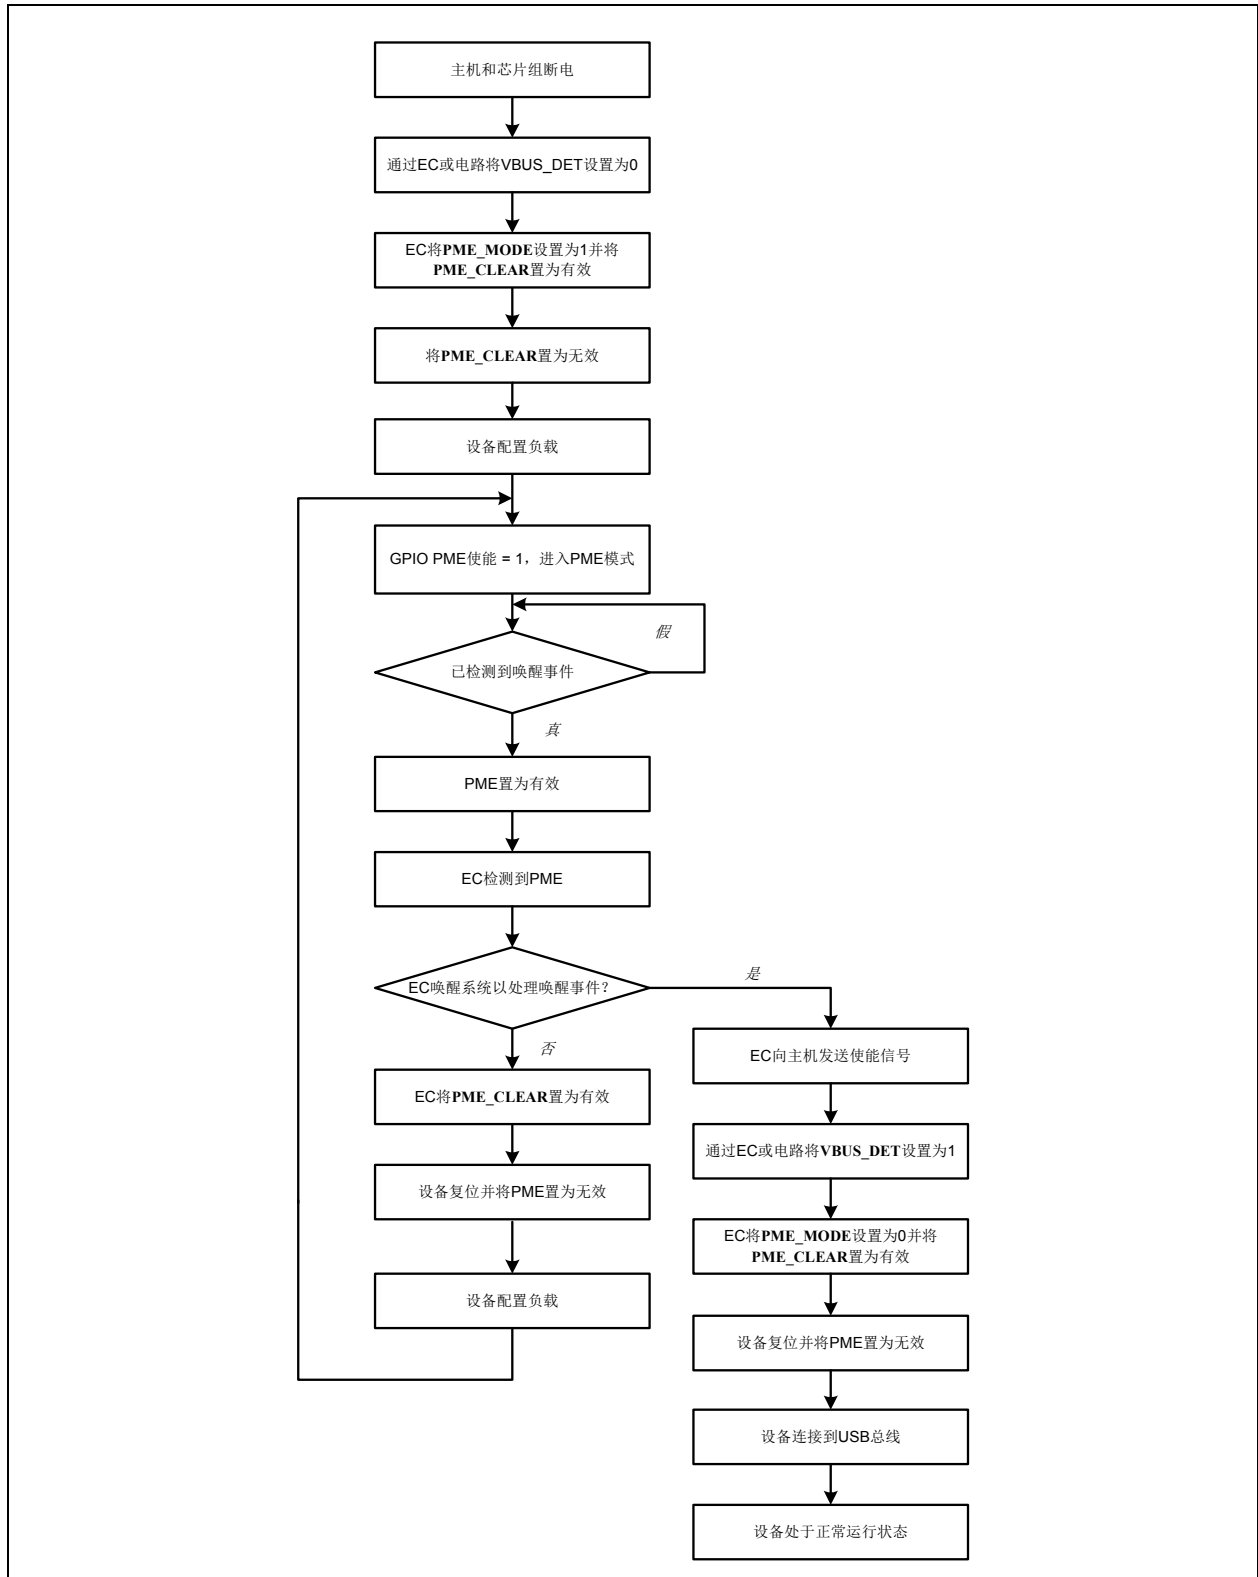 主机和芯片组断电
通过EC或电路将VBUS_DET设置为0
EC将PME_MODE设置为1并将
PME_CLEAR置为有效
将PME_CLEAR置为无效
设备配置负载
GPIO PME使能 = 1，进入PME模式
假
已检测到唤醒事件
真
PME置为有效
EC检测到PME
EC唤醒系统以处理唤醒事件？
是
否
EC将PME_CLEAR置为有效
设备复位并将PME置为无效
设备配置负载
EC向主机发送使能信号
通过EC或电路将VBUS_DET设置为1
EC将PME_MODE设置为0并将
PME_CLEAR置为有效
设备复位并将PME置为无效
设备连接到USB总线
设备处于正常运行状态